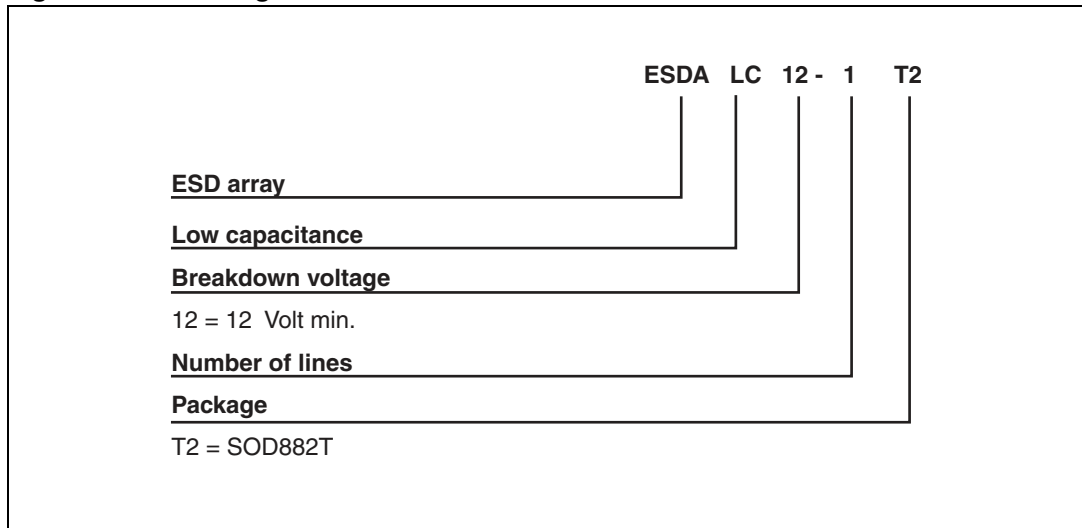 ESDA LC 12 - 1 T2
ESD array
Low capacitance
Breakdown voltage
12 = 12 Volt min.
Number of lines
Package
T2 = SOD882T